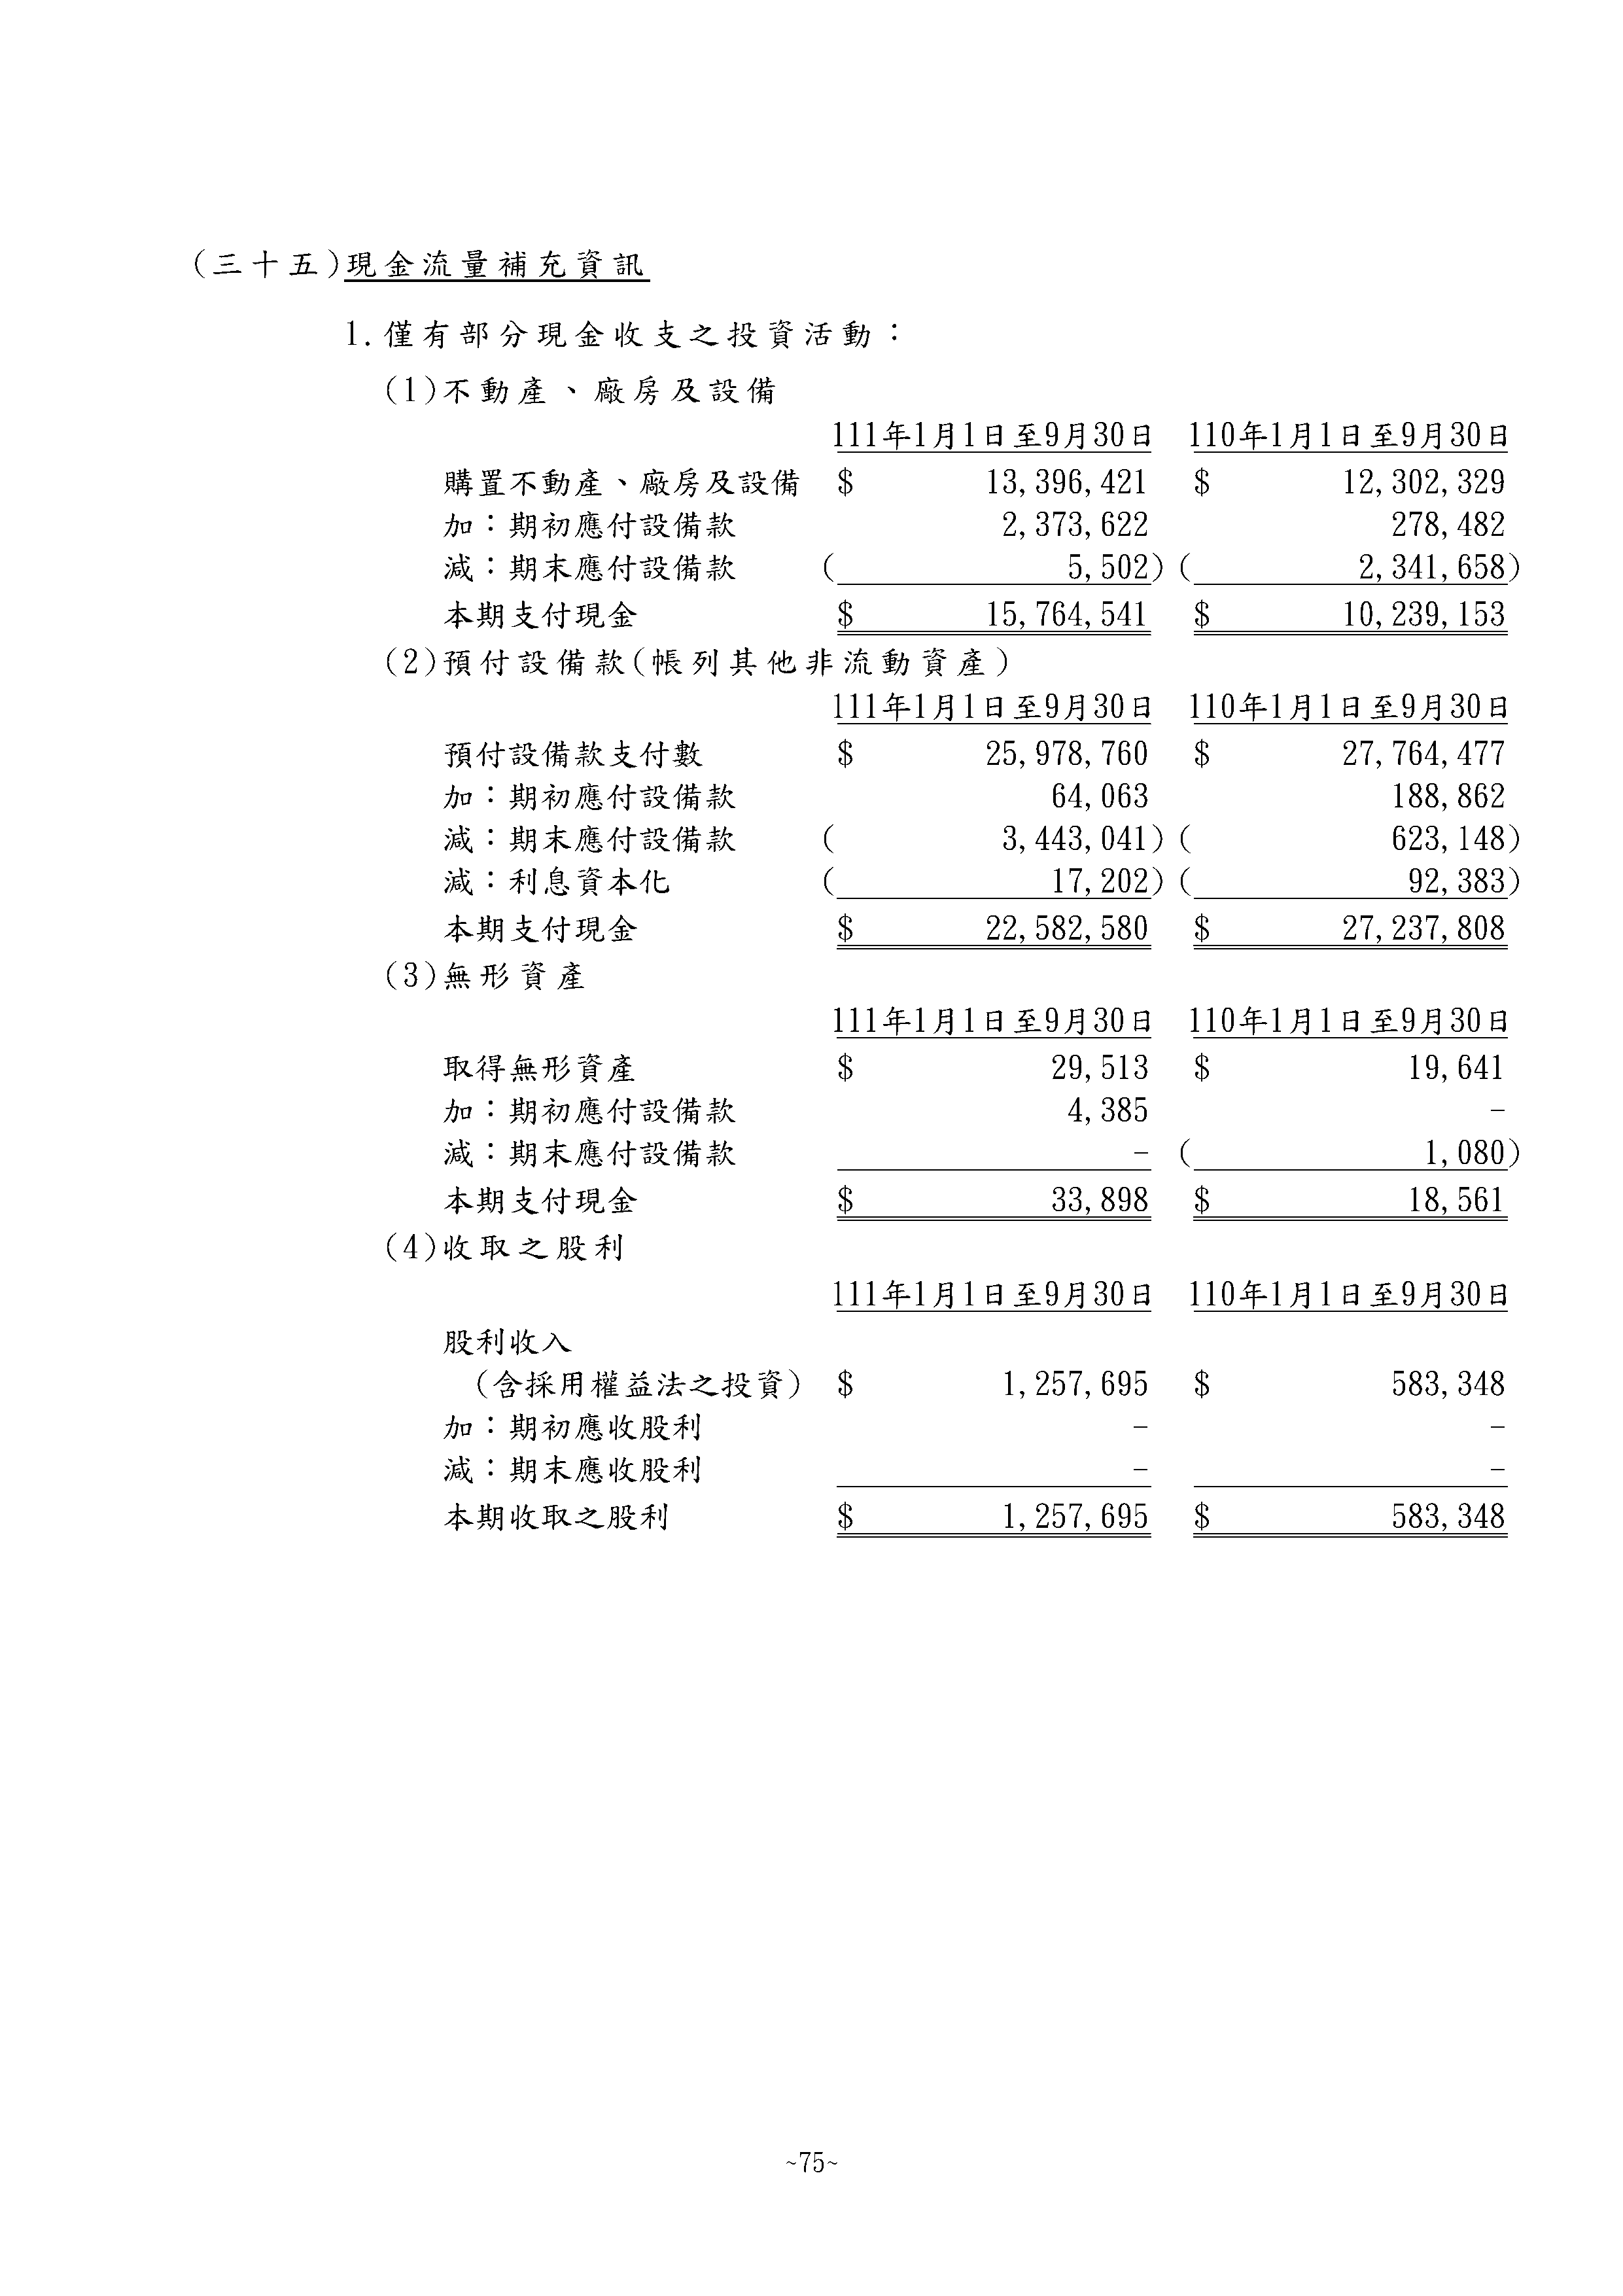 (三十五)現金流量補充資訊
1.僅有部分現金收支之投資活動：
(1)不動產、廠房及設備
111年1月1日至9月30日 110年1月1日至9月30日
購置不動產、廠房及設備 $ 13,396,421 $ 12,302,329
加：期初應付設備款 2,373,622 278,482
減：期末應付設備款 ( 5,502) ( 2,341,658)
本期支付現金 $ 15,764,541 $ 10,239,153
(2)預付設備款(帳列其他非流動資產)
111年1月1日至9月30日 110年1月1日至9月30日
預付設備款支付數 $ 25,978,760 $ 27,764,477
加：期初應付設備款 64,063 188,862
減：期末應付設備款 ( 3,443,041) ( 623,148)
減：利息資本化 ( 17,202) ( 92,383)
本期支付現金 $ 22,582,580 $ 27,237,808
(3)無形資產
111年1月1日至9月30日 110年1月1日至9月30日
取得無形資產 $ 29,513 $ 19,641
加：期初應付設備款 4,385 -
減：期末應付設備款 - ( 1,080)
本期支付現金 $ 33,898 $ 18,561
(4)收取之股利
111年1月1日至9月30日 110年1月1日至9月30日
股利收入
(含採用權益法之投資) $ 1,257,695 $ 583,348
加：期初應收股利 - -
減：期末應收股利 - -
本期收取之股利 $ 1,257,695 $ 583,348
~75~